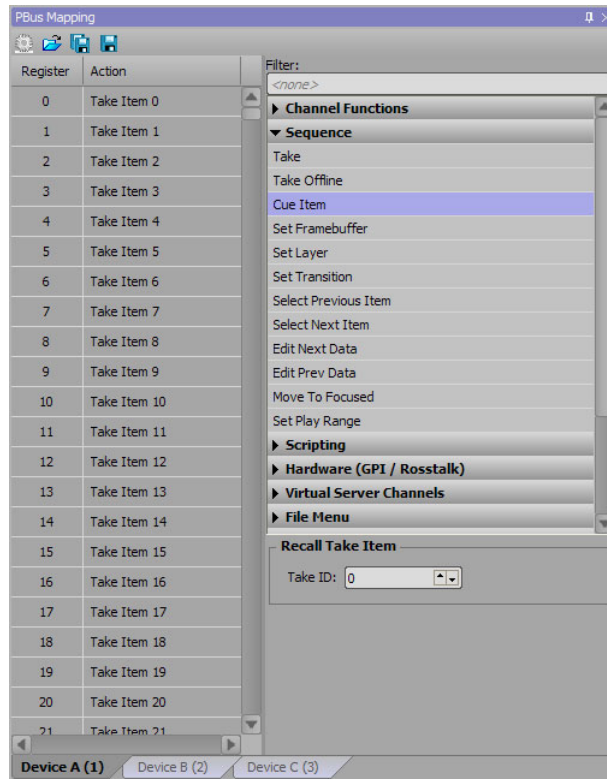 PBus Mapping
Register Action
0 Take Item 0
1 Take Item 1
2 Take Item 2
3 Take Item 3
4 Take Item 4
5 Take Item 5
6 Take Item 6
7 Take Item 7
8 Take Item 8
9 Take Item 9
10 Take Item 10
11 Take Item 11
12 Take Item 12
13 Take Item 13
14 Take Item 14
15 Take Item 15
16 Take Item 16
17 Take Item 17
18 Take Item 18
19 Take Item 19
20 Take Item 20
21 Take Item 21
Filter:
<none>
Channel Functions
Sequence
Take
Take Offline
Cue Item
Set Framebuffer
Set Layer
Set Transition
Select Previous Item
Select Next Item
Edit Next Data
Edit Prev Data
Move To Focused
Set Play Range
Scripting
Hardware (GPI / Rosstalk)
Virtual Server Channels
File Menu
Recall Take Item
Take ID: 0
Device A (1) Device B (2) Device C (3)